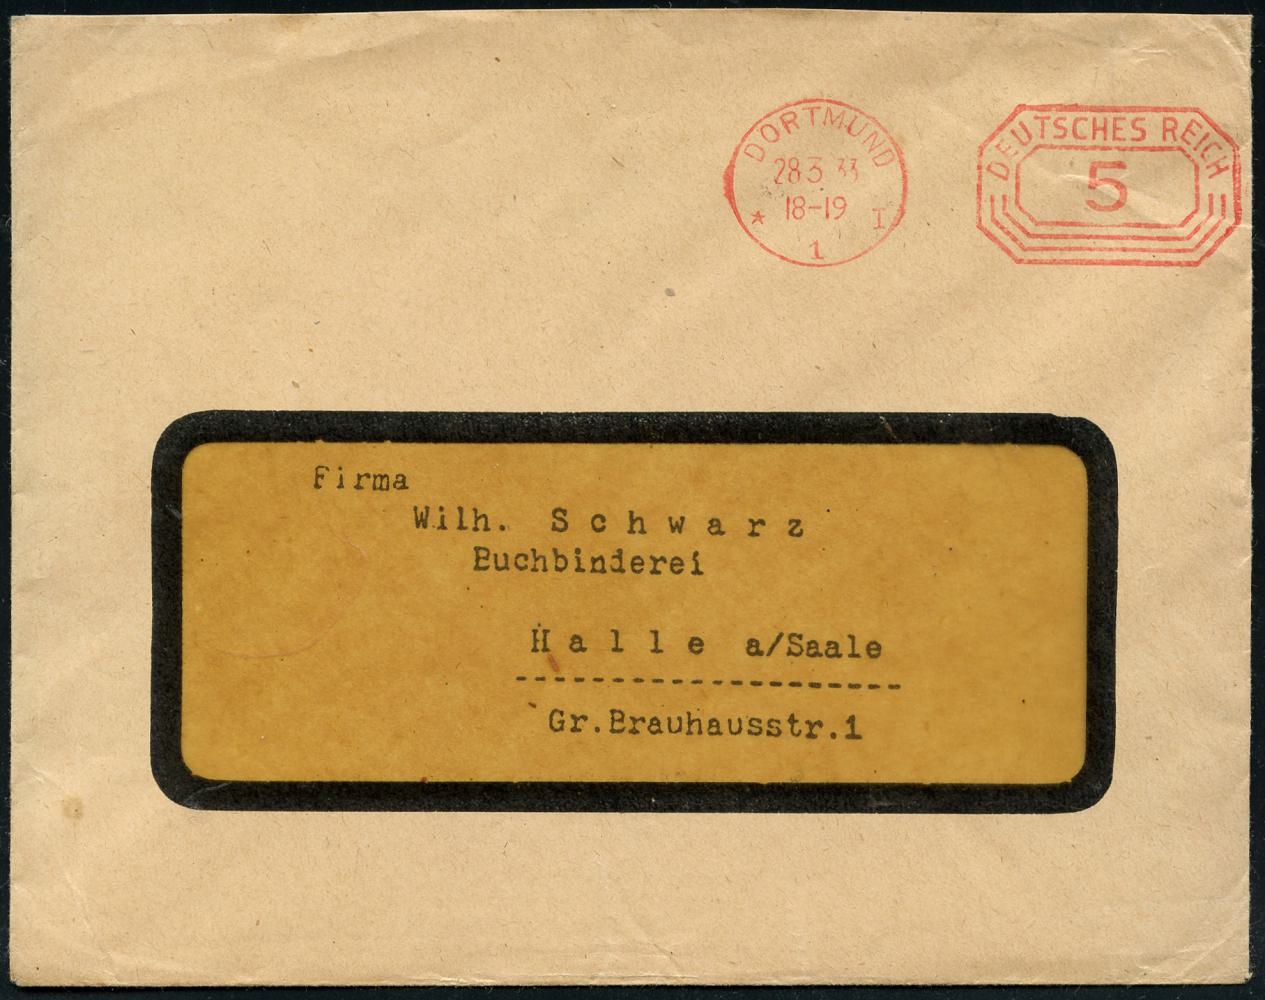 DORTMUND
28.3.33
18-19
* I
1
DEUTSCHES REICH
5
Firma
Wilh. Schwarz
Buchbinderei
Halle a/Saale
--------------------
Gr.Brauhausstr.1